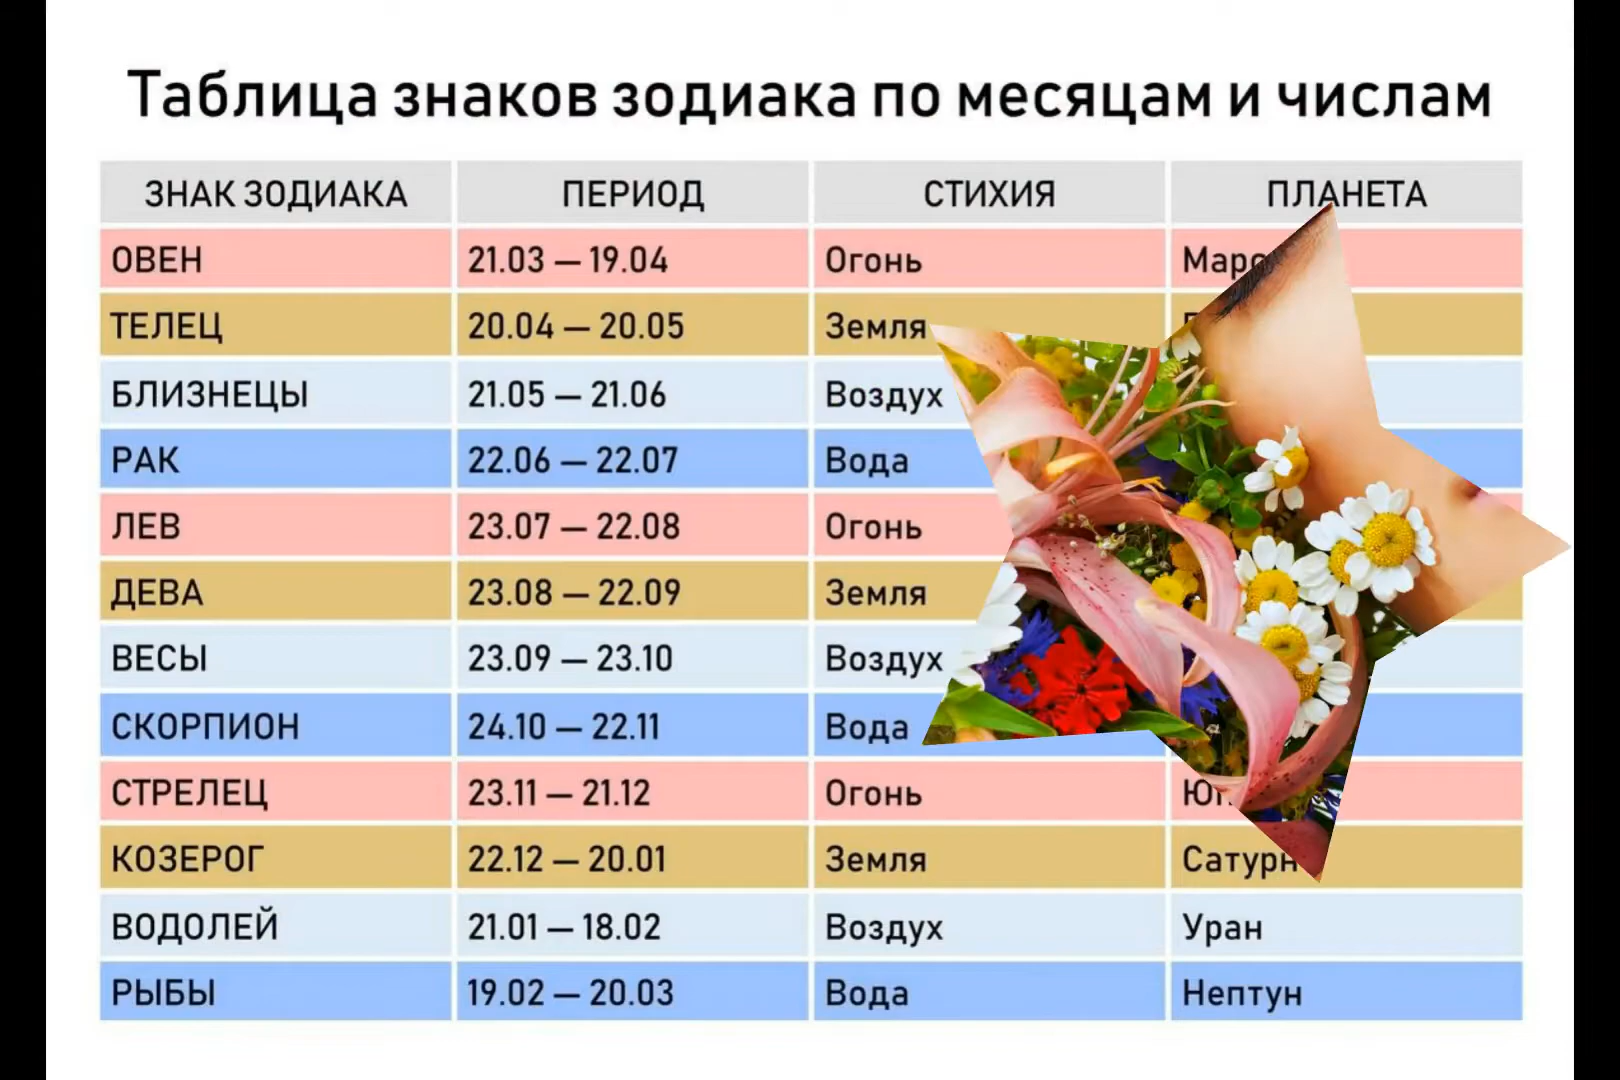 Таблица знаков зодиака по месяцам и числам
ЗНАК ЗОДИАКА ПЕРИОД СТИХИЯ ПЛАНЕТА
ОВЕН 21.03 — 19.04 Огонь Марс
ТЕЛЕЦ 20.04 — 20.05 Земля
БЛИЗНЕЦЫ 21.05 — 21.06 Воздух
РАК 22.06 — 22.07 Вода
ЛЕВ 23.07 — 22.08 Огонь
ДЕВА 23.08 — 22.09 Земля
ВЕСЫ 23.09 — 23.10 Воздух
СКОРПИОН 24.10 — 22.11 Вода
СТРЕЛЕЦ 23.11 — 21.12 Огонь
КОЗЕРОГ 22.12 — 20.01 Земля Сатурн
ВОДОЛЕЙ 21.01 — 18.02 Воздух Уран
РЫБЫ 19.02 — 20.03 Вода Нептун